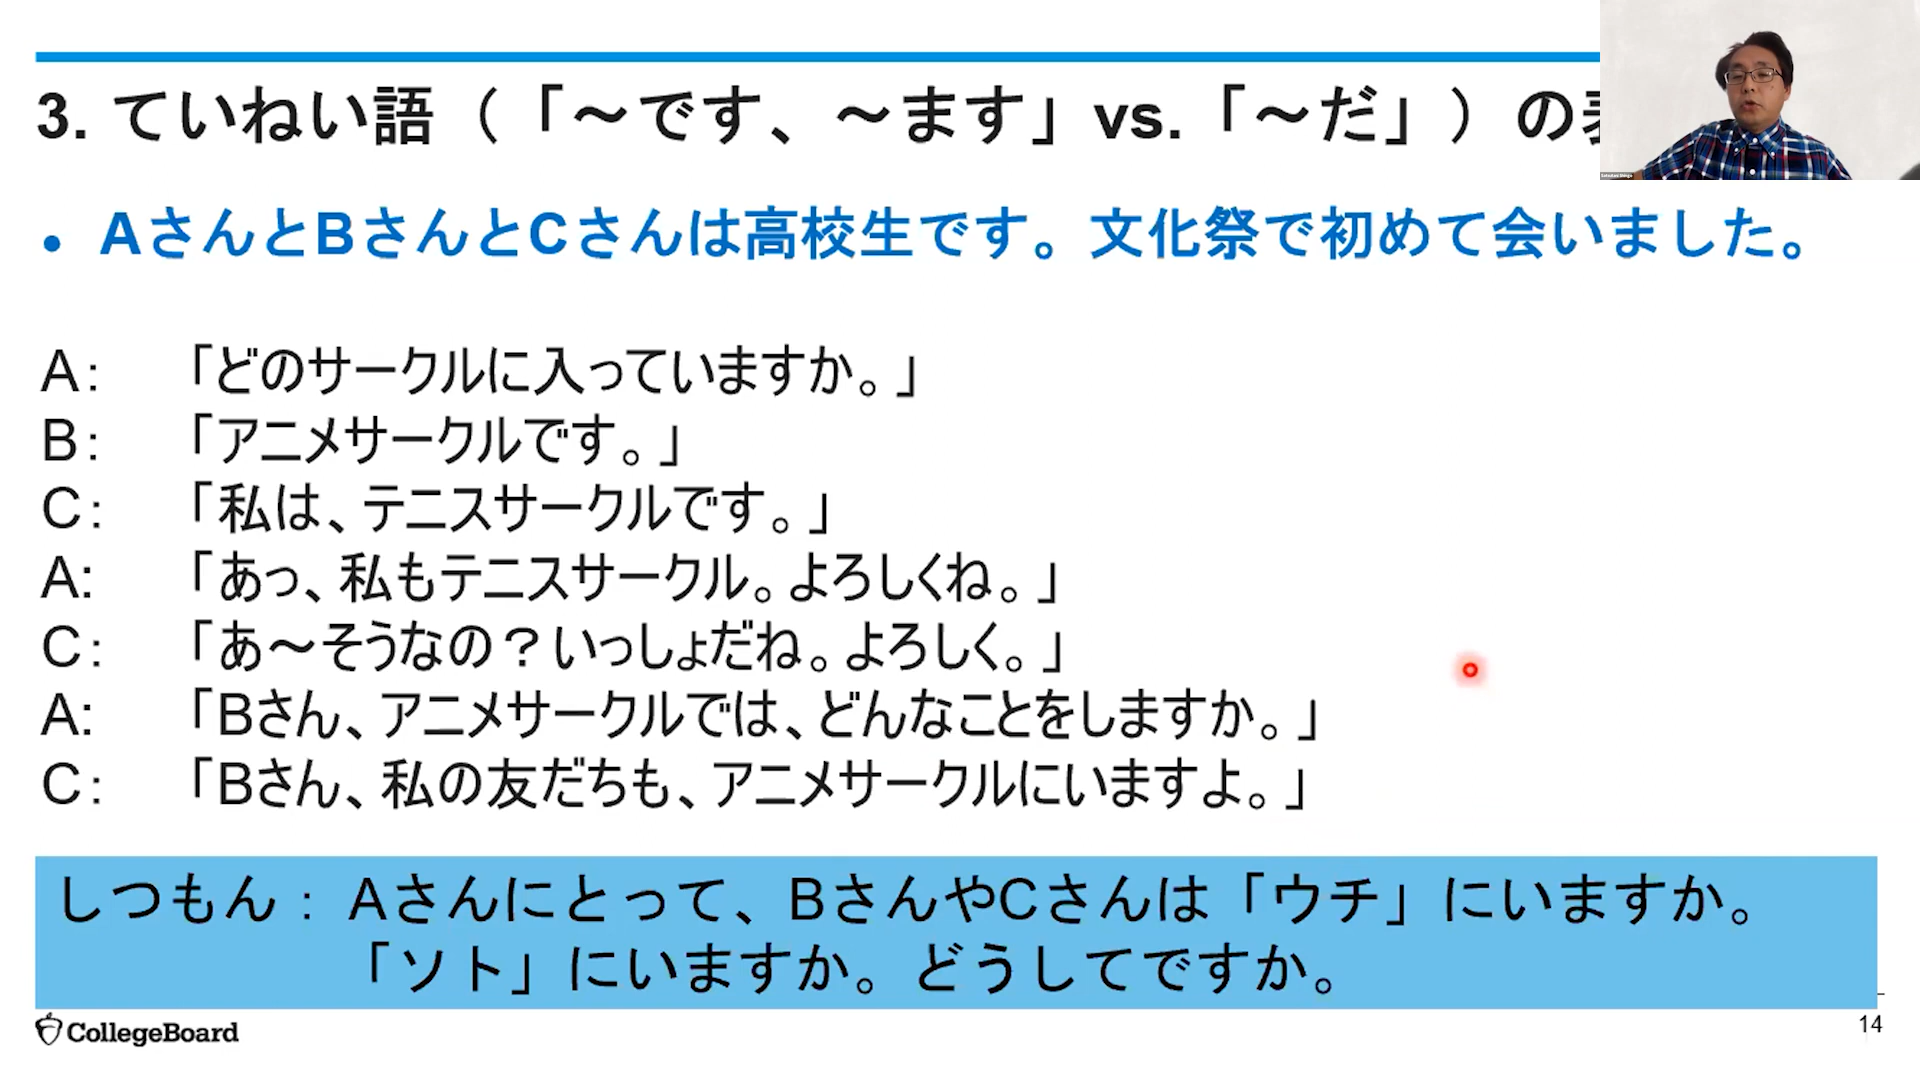 3. ていねい語（「～です、～ます」vs.「～だ」）の
• AさんとBさんとCさんは高校生です。文化祭で初めて会いました。
A： 「どのサークルに入っていますか。」
B： 「アニメサークルです。」
C： 「私は、テニスサークルです。」
A: 「あっ、私もテニスサークル。よろしくね。」
C： 「あ～そうなの？いっしょだね。よろしく。」
A: 「Bさん、アニメサークルでは、どんなことをしますか。」
C： 「Bさん、私の友だちも、アニメサークルにいますよ。」
しつもん：Aさんにとって、BさんやCさんは「ウチ」にいますか。
「ソト」にいますか。どうしてですか。
CollegeBoard
14